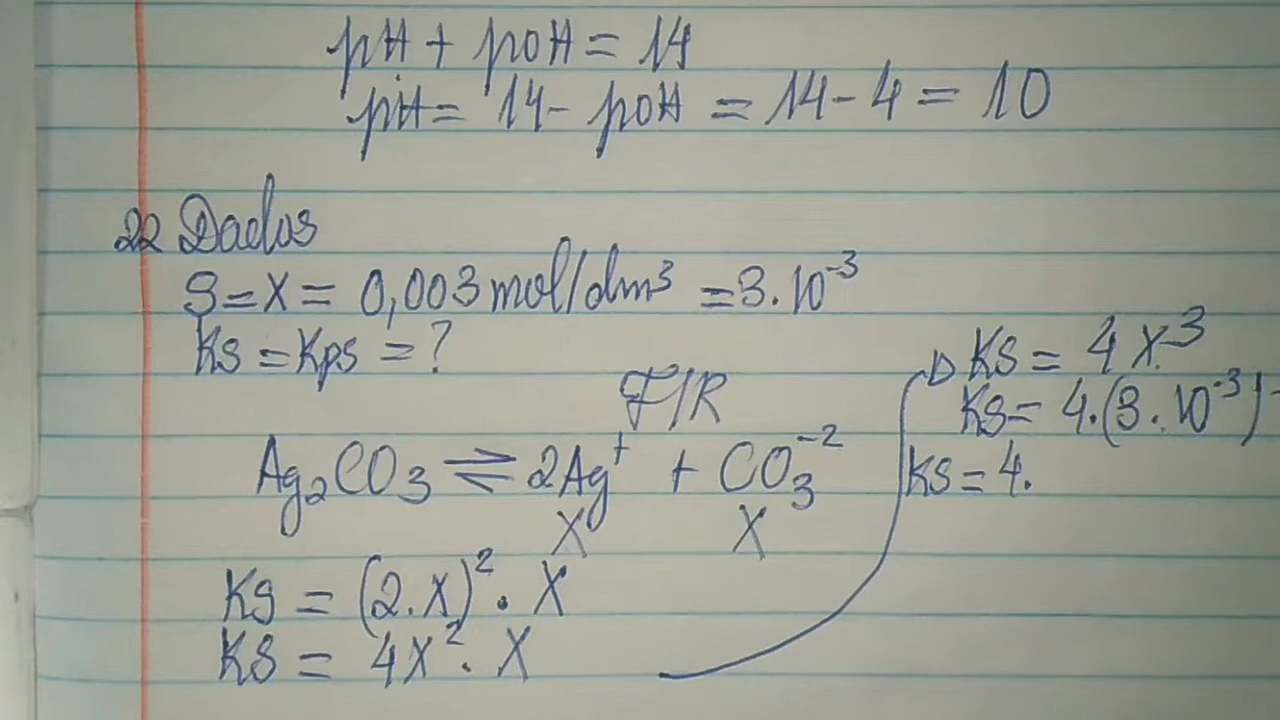 pH + pOH = 14
pH = 14 - pOH = 14 - 4 = 10
22 Dados
S = X = 0,003 mol/dm³ = 3.10⁻³
Ks = Kps = ?
F/R
Ag₂CO₃ ⇌ 2Ag⁺ + CO₃⁻²
X X
Ks = (2.X)² . X
Ks = 4X² . X
Ks = 4X³
Ks = 4.(3.10⁻³)
Ks = 4.